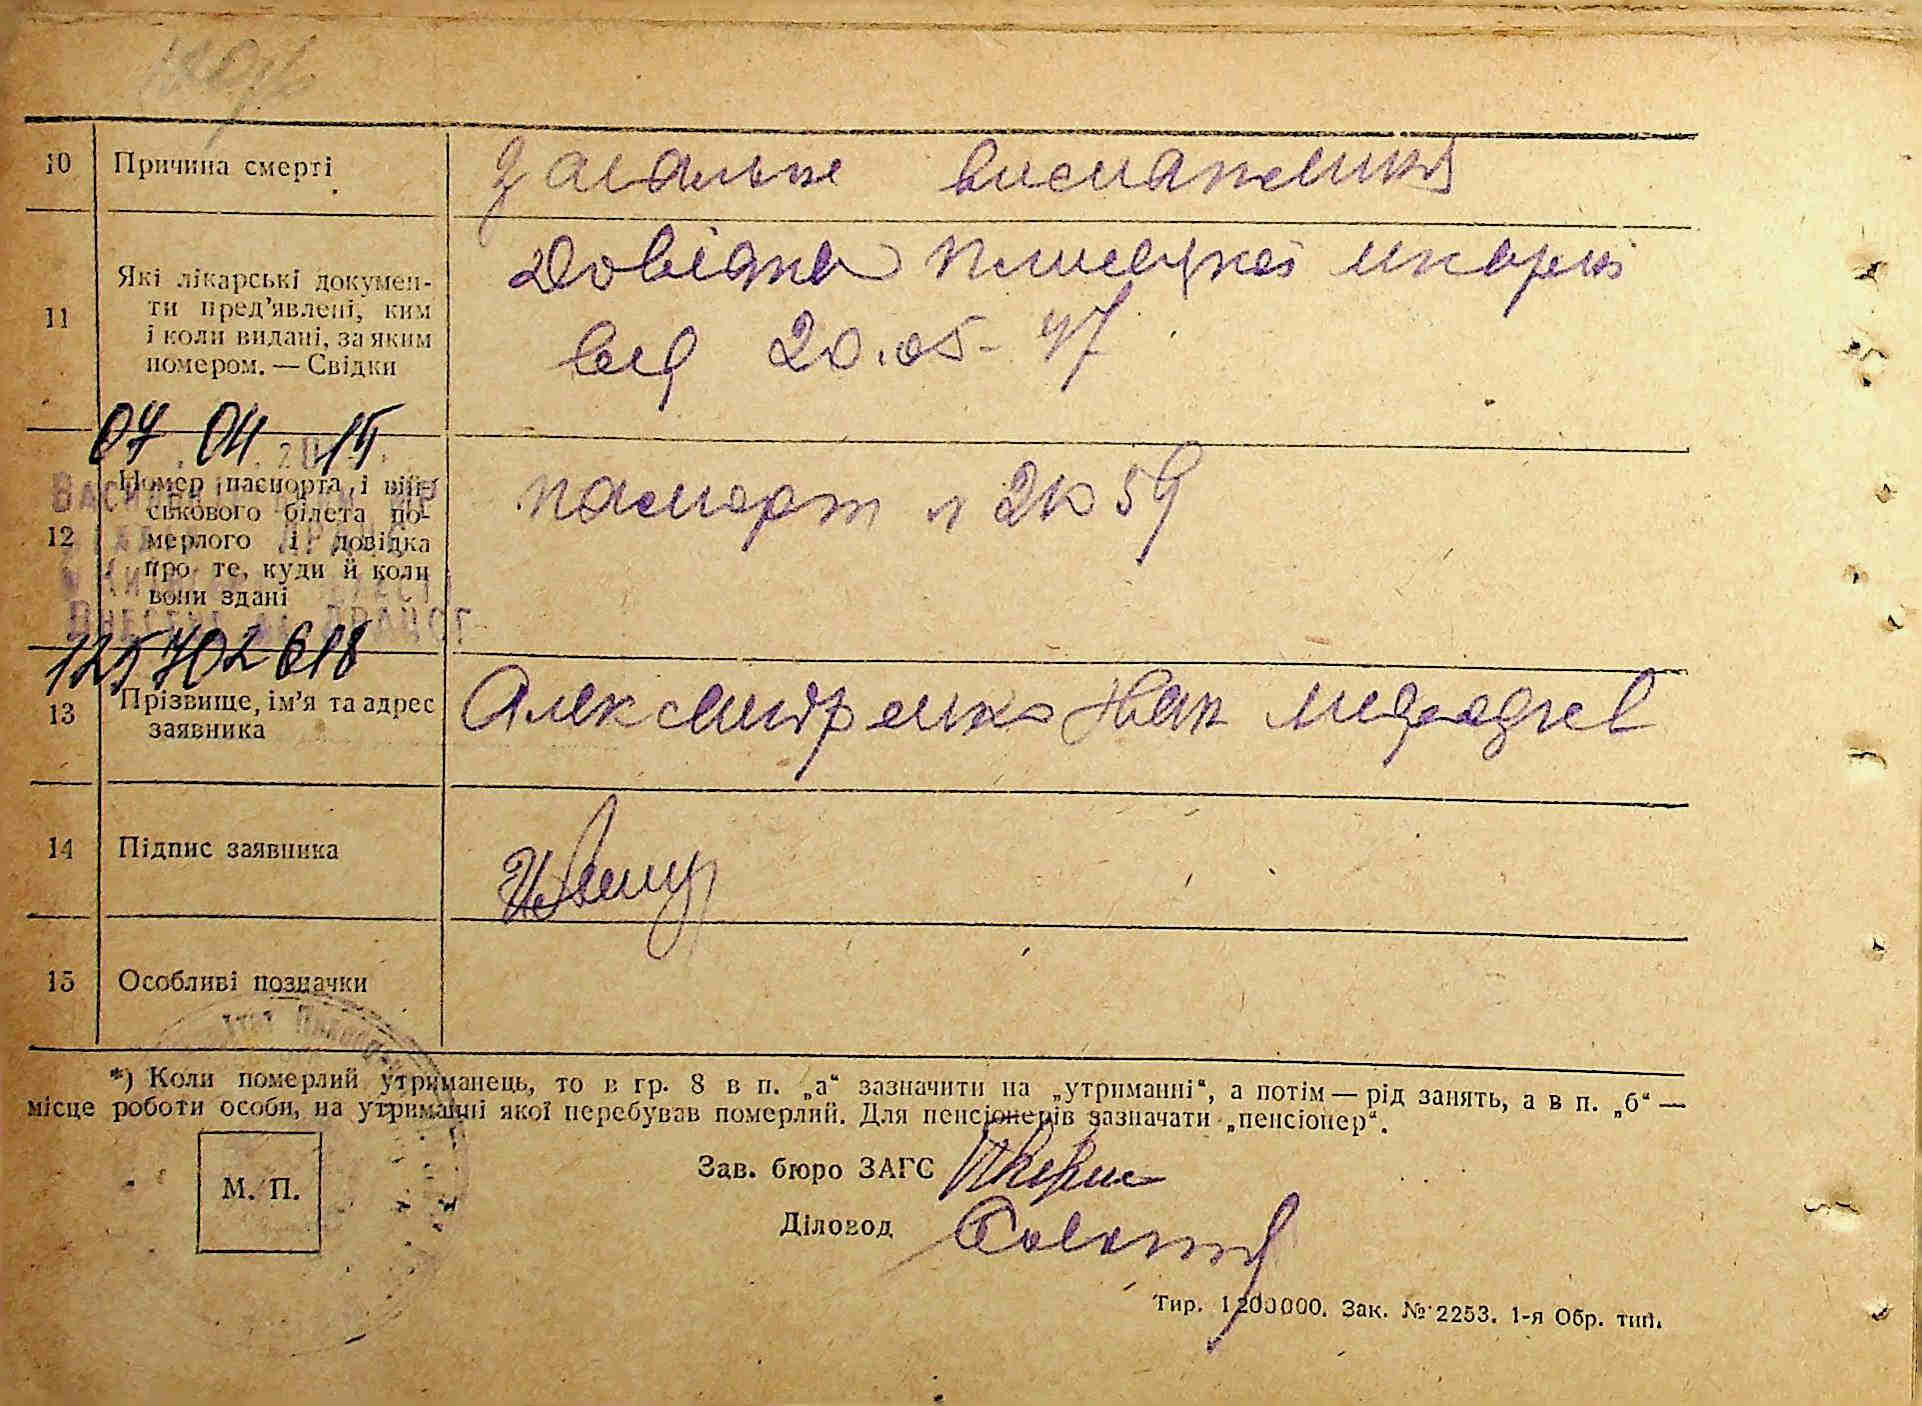 10 Причина смерті
Загальне виснаження
11 Які лікарські докумен-
ти пред'явлені, ким
і коли видані, за яким
номером. — Свідки
Довідка лікарні
від 20.05-47
07 04 15
12 Номер паспорта і вій-
ськового білета по-
мерлого і довідка
про те, куди й коли
вони здані
паспорт
125702618
13 Прізвище, ім'я та адрес
заявника
Александренко Иван
14 Підпис заявника
15 Особливі позначки
*) Коли померлий утриманець, то в гр. 8 в п. „а“ зазначити на „утриманні“, а потім — рід занять, а в п. „б“ —
місце роботи особи, на утриманні якої перебував померлий. Для пенсіонерів зазначати „пенсіонер“.
М. П.
Зав. бюро ЗАГС
Діловод
Тир. 1200000. Зак. № 2253. 1-я Обр. тип.